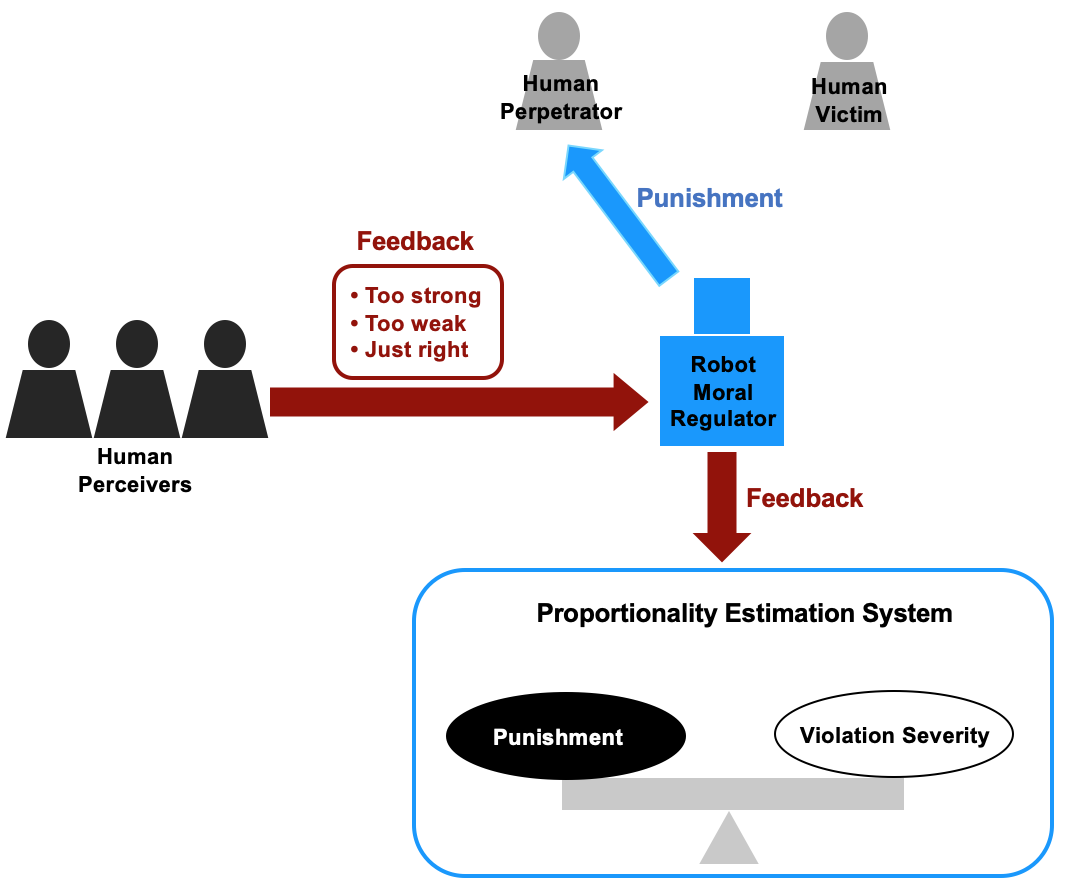 Human
Perpetrator
Human
Victim
Punishment
Feedback
• Too strong
• Too weak
• Just right
Robot
Moral
Regulator
Human
Perceivers
Feedback
Proportionality Estimation System
Punishment
Violation Severity